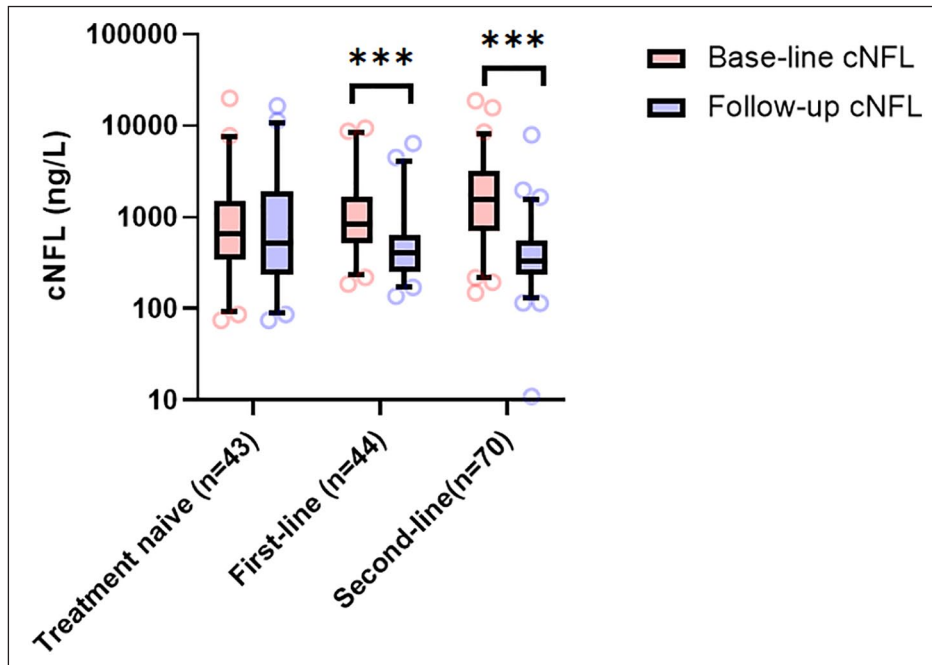 100000
10000
1000
100
10
cNFL (ng/L)
***
***
Base-line cNFL
Follow-up cNFL
Treatment naive (n=43)
First-line (n=44)
Second-line(n=70)